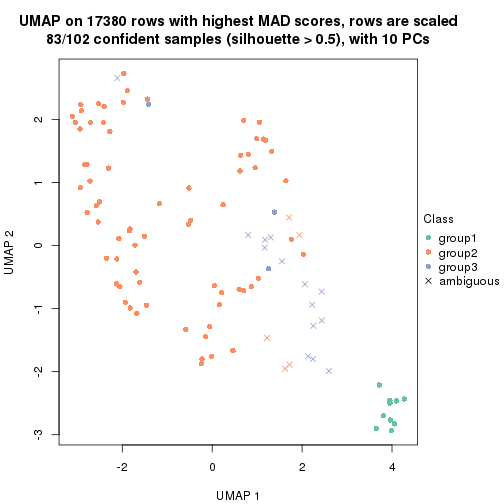 UMAP on 17380 rows with highest MAD scores, rows are scaled
83/102 confident samples (silhouette > 0.5), with 10 PCs
2
1
0
-1
-2
-3
UMAP 2
-2
0
2
4
UMAP 1
Class
group1
group2
group3
ambiguous